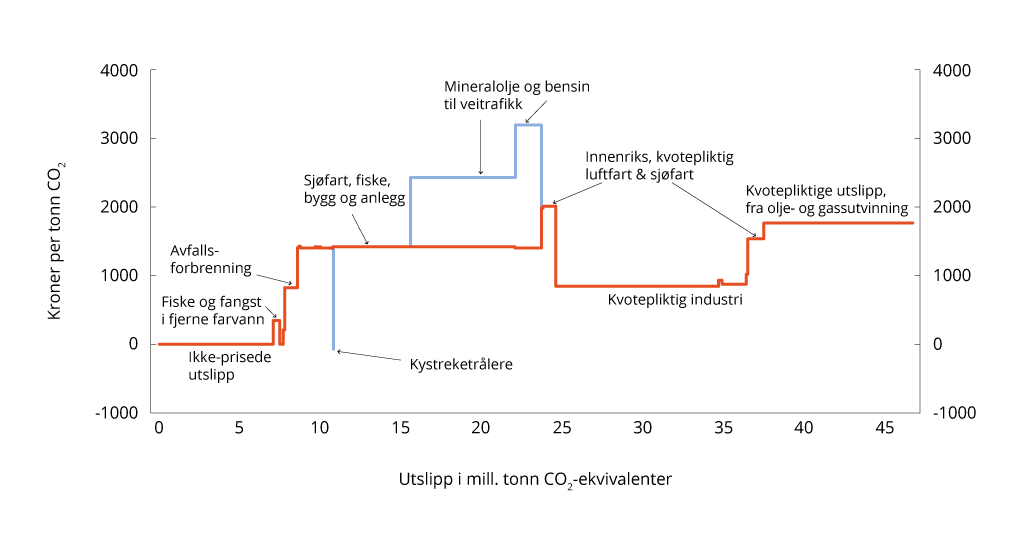 4000
3000
2000
1000
0
-1000
Kroner per tonn CO2
Mineralolje og bensin
til veitrafikk
Innenriks, kvotepliktig
luftfart & sjøfart
Sjøfart, fiske,
bygg og anlegg
Kvotepliktige utslipp,
fra olje- og gassutvinning
Avfalls-
forbrenning
Fiske og fangst
i fjerne farvann
Kvotepliktig industri
Ikke-prisede
utslipp
Kystreketrålere
4000
3000
2000
1000
0
-1000
0 5 10 15 20 25 30 35 40 45
Utslipp i mill. tonn CO2-ekvivalenter